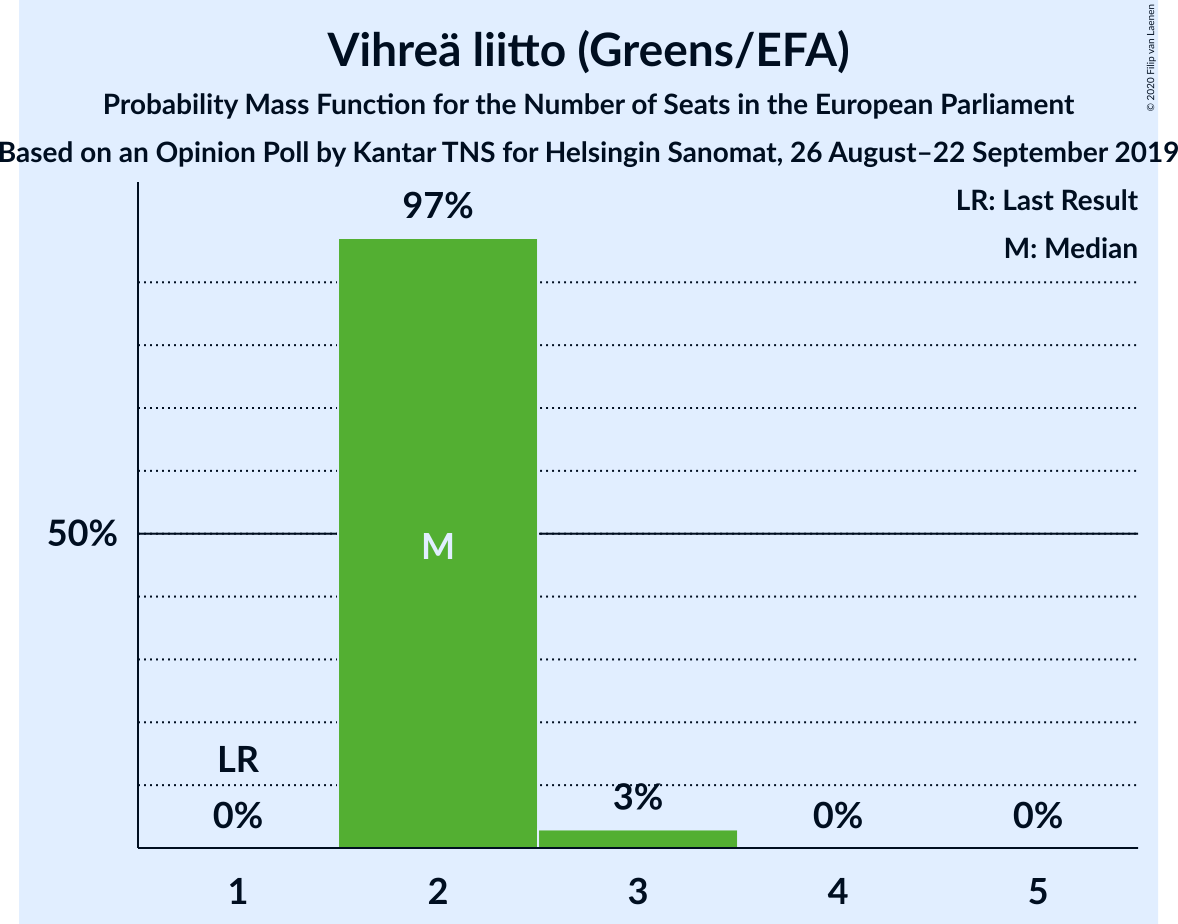 Vihreä liitto (Greens/EFA)
Probability Mass Function for the Number of Seats in the European Parliament
Based on an Opinion Poll by Kantar TNS for Helsingin Sanomat, 26 August–22 September 2019
© 2020 Filip van Laenen
LR: Last Result
M: Median
97%
50%
M
LR
0%
3%
0%
0%
1
2
3
4
5